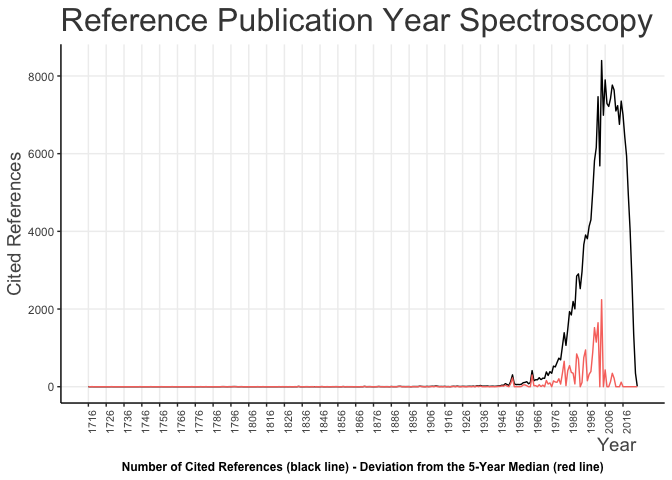 Reference Publication Year Spectroscopy
Cited References
8000
6000
4000
2000
0
1716 1726 1736 1746 1756 1766 1776 1786 1796 1806 1816 1826 1836 1846 1856 1866 1876 1886 1896 1906 1916 1926 1936 1946 1956 1966 1976 1986 1996 2006 2016
Year
Number of Cited References (black line) - Deviation from the 5-Year Median (red line)